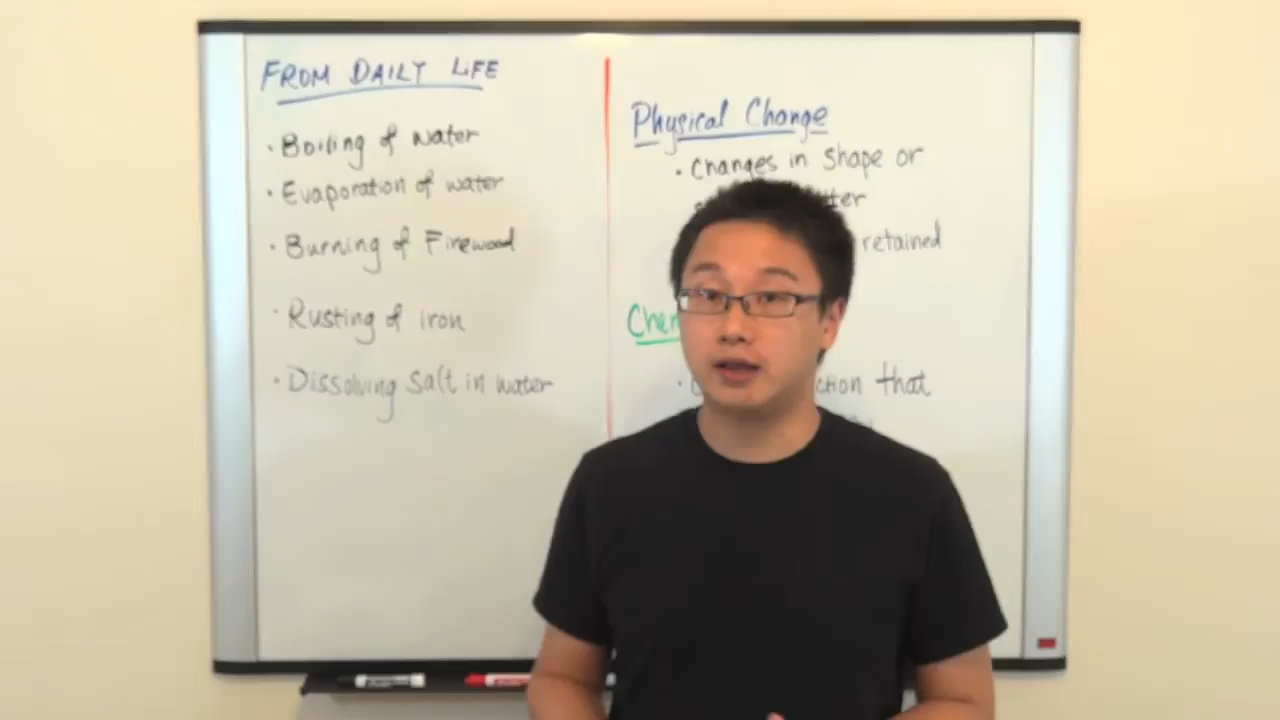 FROM DAILY LiFE
· Boiling of water
· Evaporation of water
· Burning of Firewood
· Rusting of iron
· Dissolving salt in water
Physical Change
· Changes in shape or
retained
that